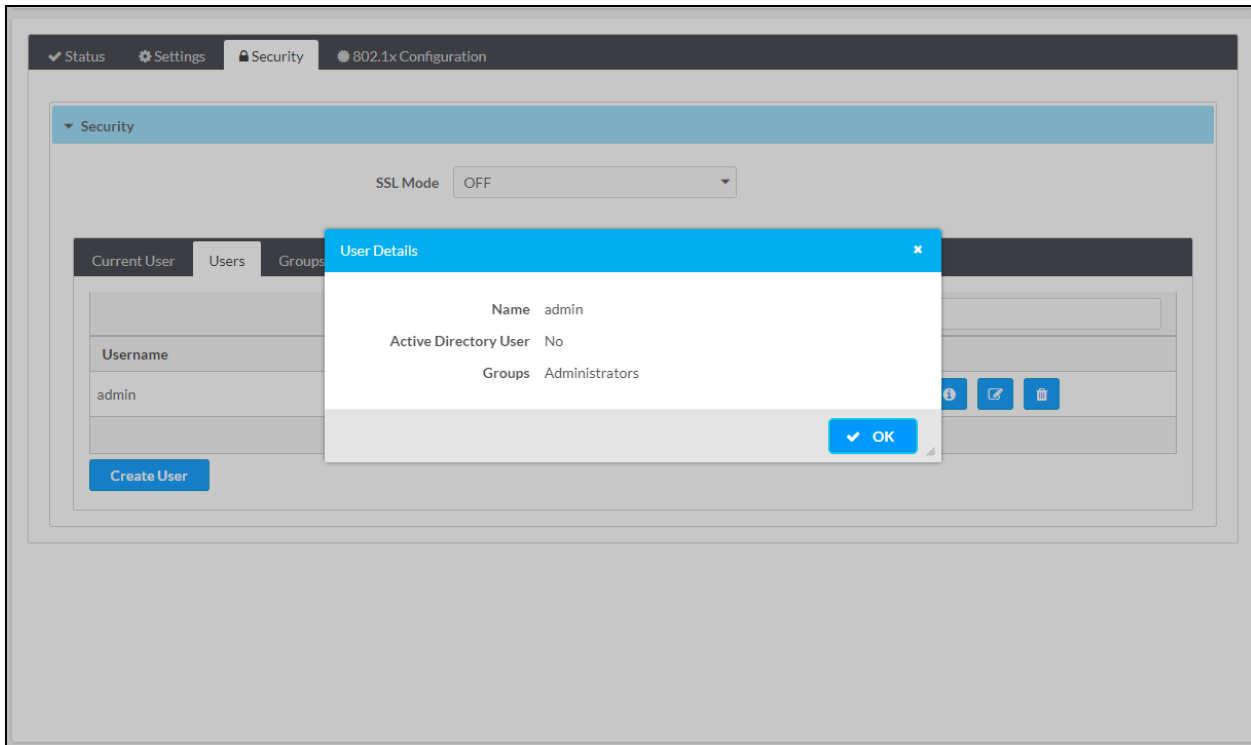 Status Settings Security 802.1x Configuration
Security
SSL Mode OFF
Current User Users Groups
User Details
Name admin
Active Directory User No
Groups Administrators
Username
admin
OK
Create User